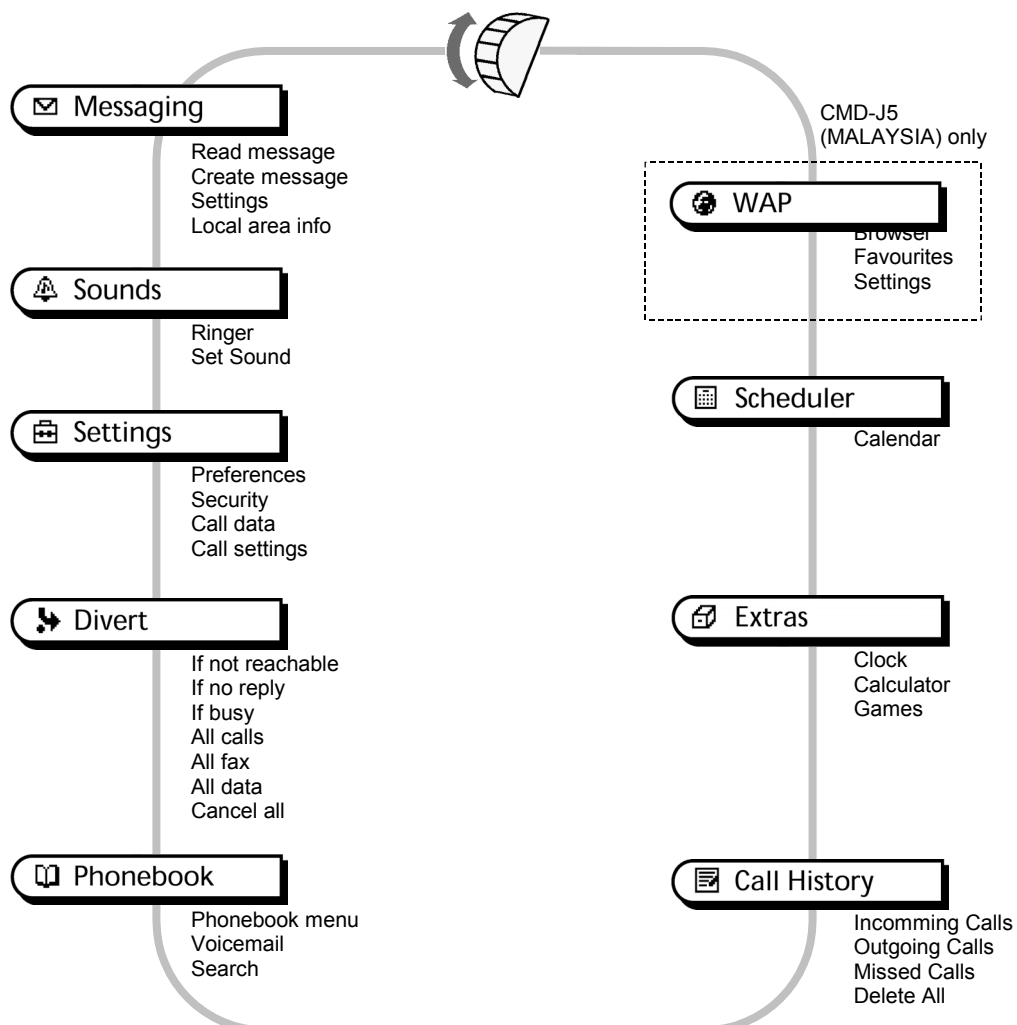 Messaging
Read message
Create message
Settings
Local area info
Sounds
Ringer
Set Sound
Settings
Preferences
Security
Call data
Call settings
Divert
If not reachable
If no reply
If busy
All calls
All fax
All data
Cancel all
Phonebook
Phonebook menu
Voicemail
Search
CMD-J5
(MALAYSIA) only
WAP
Browser
Favourites
Settings
Scheduler
Calendar
Extras
Clock
Calculator
Games
Call History
Incomming Calls
Outgoing Calls
Missed Calls
Delete All